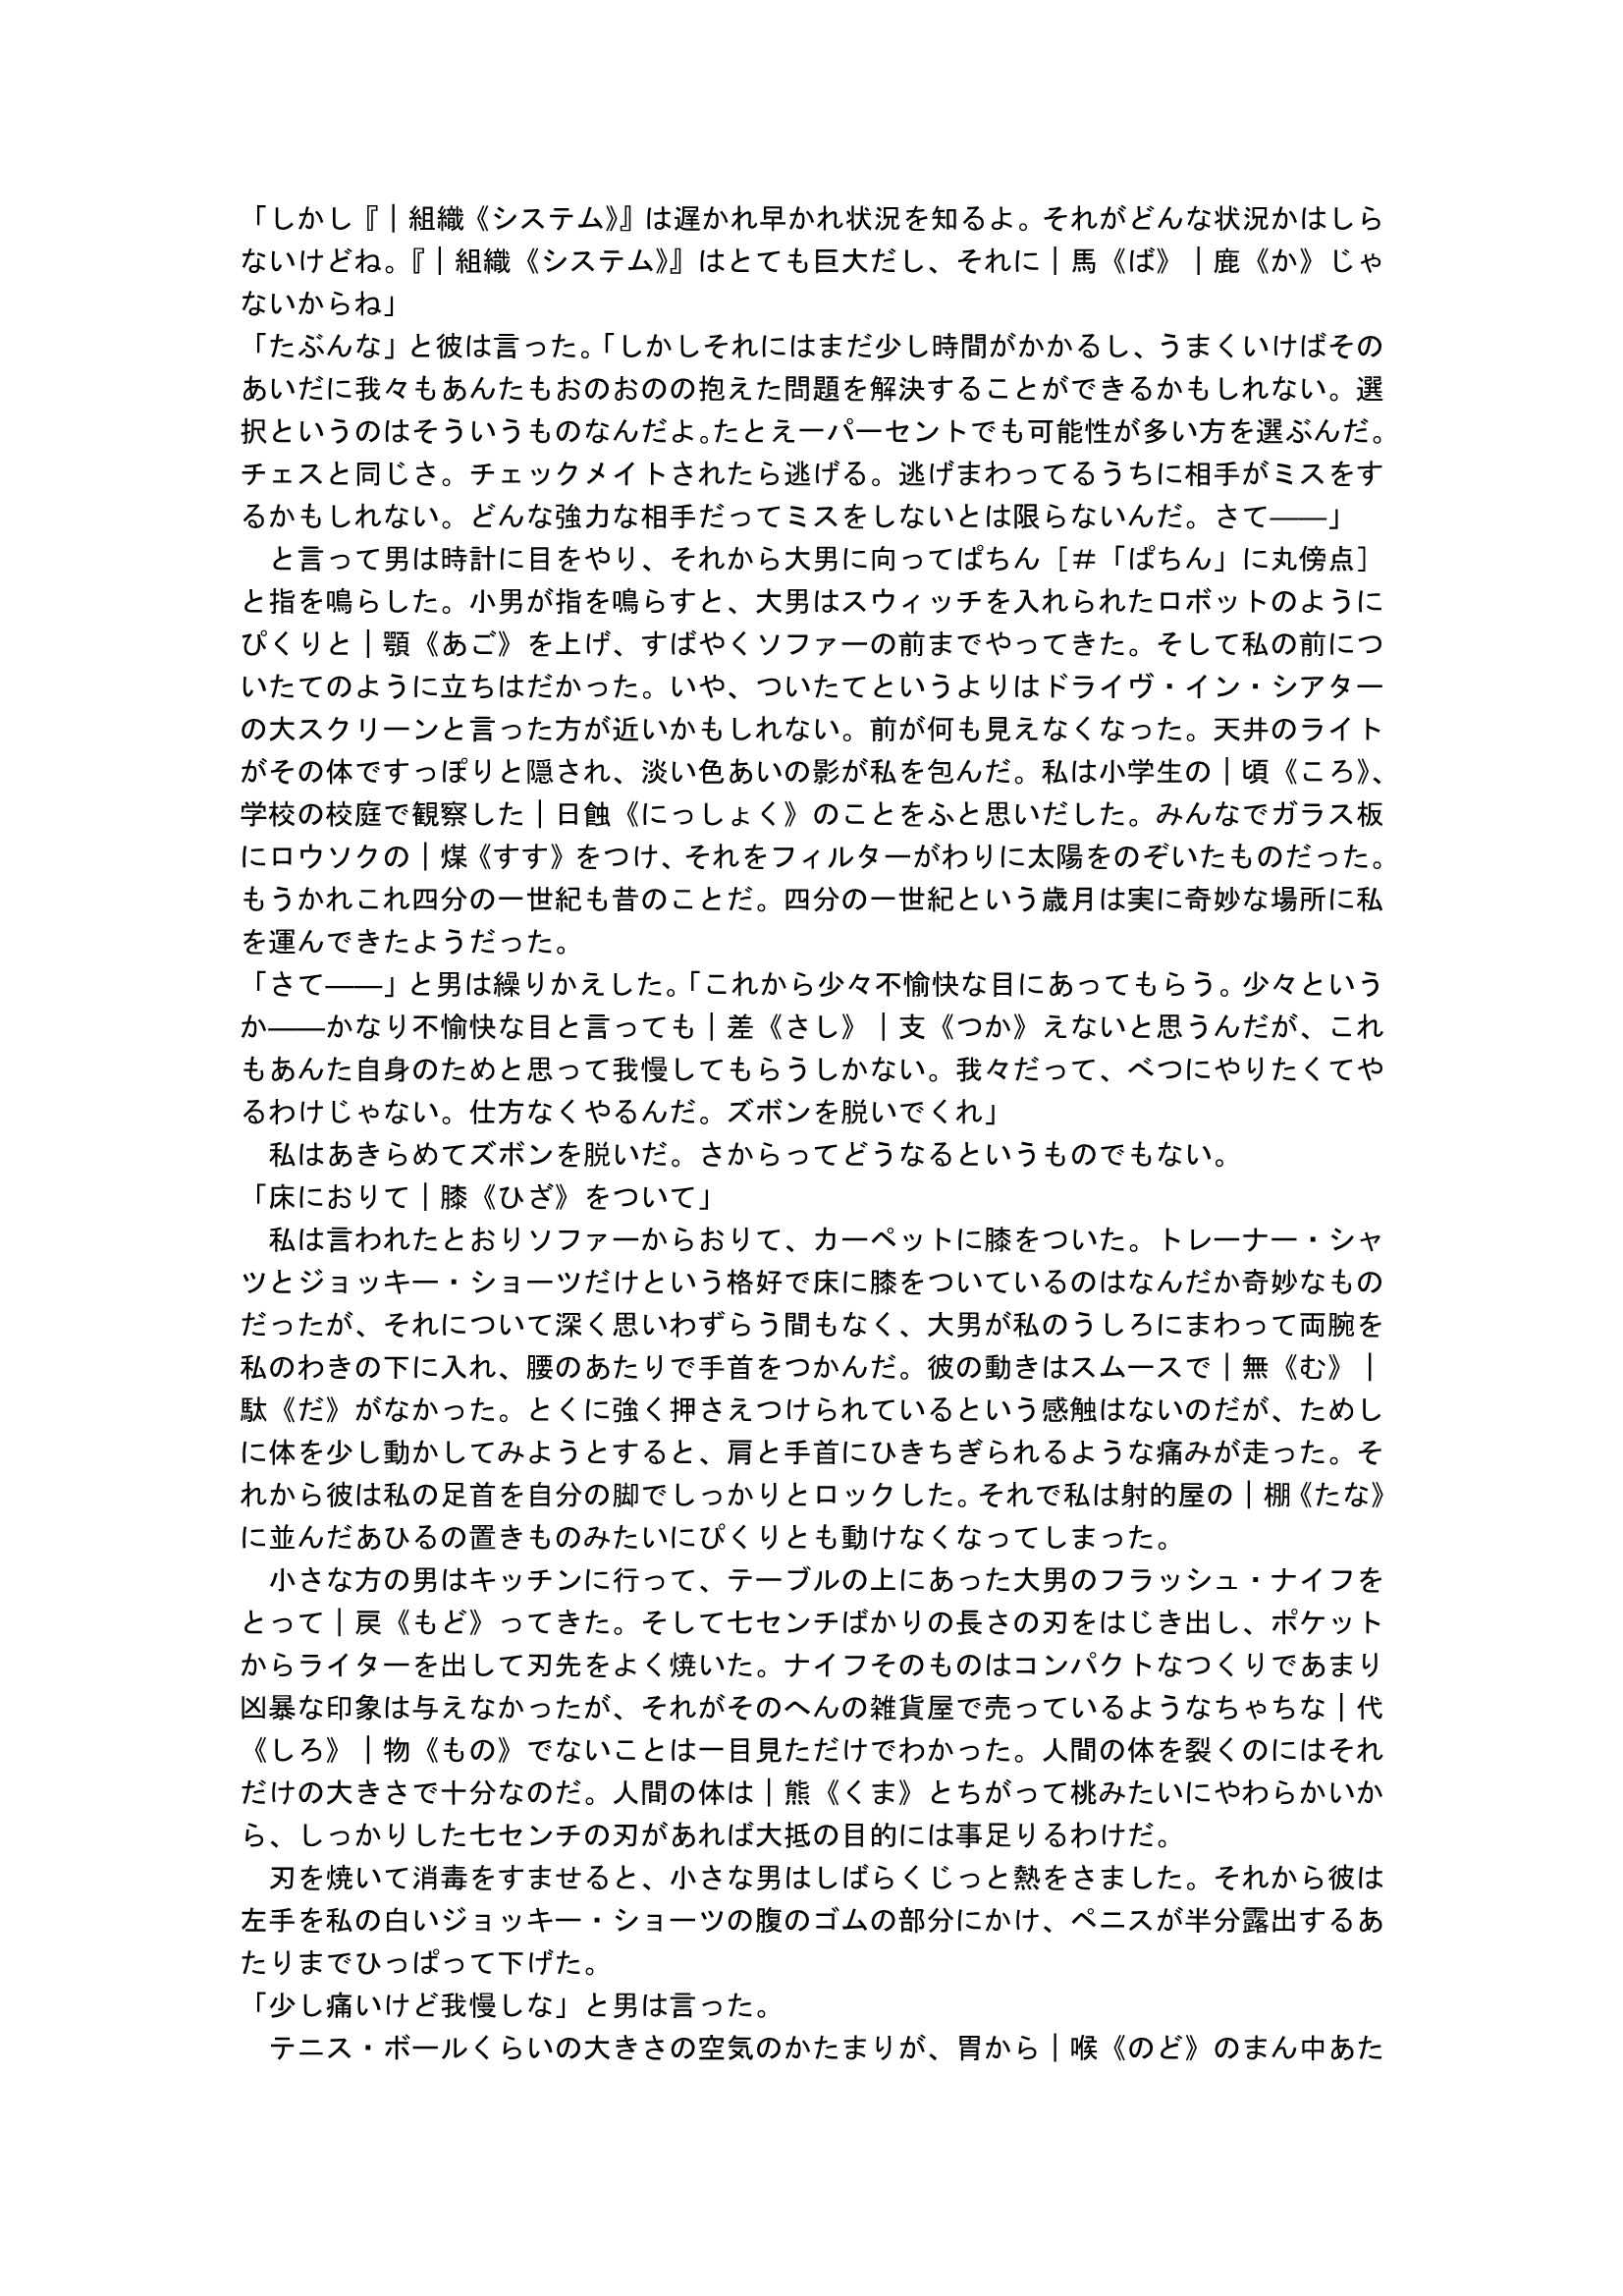 「しかし『｜組織《システム》』は遅かれ早かれ状況を知るよ。それがどんな状況かはしら
ないけどね。『｜組織《システム》』はとても巨大だし、それに｜馬《ば》｜鹿《か》じゃ
ないからね」
「たぶんな」と彼は言った。「しかしそれにはまだ少し時間がかかるし、うまくいけばその
あいだに我々もあんたもおのおのの抱えた問題を解決することができるかもしれない。選
択というのはそういうものなんだよ。たとえ一パーセントでも可能性が多い方を選ぶんだ。
チェスと同じさ。チェックメイトされたら逃げる。逃げまわってるうちに相手がミスをす
るかもしれない。どんな強力な相手だってミスをしないとは限らないんだ。さて――」
　と言って男は時計に目をやり、それから大男に向ってぱちん［＃「ぱちん」に丸傍点］
と指を鳴らした。小男が指を鳴らすと、大男はスウィッチを入れられたロボットのように
ぴくりと｜顎《あご》を上げ、すばやくソファーの前までやってきた。そして私の前につ
いたてのように立ちはだかった。いや、ついたてというよりはドライヴ・イン・シアター
の大スクリーンと言った方が近いかもしれない。前が何も見えなくなった。天井のライト
がその体ですっぽりと隠され、淡い色あいの影が私を包んだ。私は小学生の｜頃《ころ》、
学校の校庭で観察した｜日蝕《にっしょく》のことをふと思いだした。みんなでガラス板
にロウソクの｜煤《すす》をつけ、それをフィルターがわりに太陽をのぞいたものだった。
もうかれこれ四分の一世紀も昔のことだ。四分の一世紀という歳月は実に奇妙な場所に私
を運んできたようだった。
「さて――」と男は繰りかえした。「これから少々不愉快な目にあってもらう。少々という
か――かなり不愉快な目と言っても｜差《さし》｜支《つか》えないと思うんだが、これ
もあんた自身のためと思って我慢してもらうしかない。我々だって、べつにやりたくてや
るわけじゃない。仕方なくやるんだ。ズボンを脱いでくれ」
　私はあきらめてズボンを脱いだ。さからってどうなるというものでもない。
「床におりて｜膝《ひざ》をついて」
　私は言われたとおりソファーからおりて、カーペットに膝をついた。トレーナー・シャ
ツとジョッキー・ショーツだけという格好で床に膝をついているのはなんだか奇妙なもの
だったが、それについて深く思いわずらう間もなく、大男が私のうしろにまわって両腕を
私のわきの下に入れ、腰のあたりで手首をつかんだ。彼の動きはスムースで｜無《む》｜
駄《だ》がなかった。とくに強く押さえつけられているという感触はないのだが、ためし
に体を少し動かしてみようとすると、肩と手首にひきちぎられるような痛みが走った。そ
れから彼は私の足首を自分の脚でしっかりとロックした。それで私は射的屋の｜棚《たな》
に並んだあひるの置きものみたいにぴくりとも動けなくなってしまった。
　小さな方の男はキッチンに行って、テーブルの上にあった大男のフラッシュ・ナイフを
とって｜戻《もど》ってきた。そして七センチばかりの長さの刃をはじき出し、ポケット
からライターを出して刃先をよく焼いた。ナイフそのものはコンパクトなつくりであまり
凶暴な印象は与えなかったが、それがそのへんの雑貨屋で売っているようなちゃちな｜代
《しろ》｜物《もの》でないことは一目見ただけでわかった。人間の体を裂くのにはそれ
だけの大きさで十分なのだ。人間の体は｜熊《くま》とちがって桃みたいにやわらかいか
ら、しっかりした七センチの刃があれば大抵の目的には事足りるわけだ。
　刃を焼いて消毒をすませると、小さな男はしばらくじっと熱をさました。それから彼は
左手を私の白いジョッキー・ショーツの腹のゴムの部分にかけ、ペニスが半分露出するあ
たりまでひっぱって下げた。
「少し痛いけど我慢しな」と男は言った。
　テニス・ボールくらいの大きさの空気のかたまりが、胃から｜喉《のど》のまん中あた